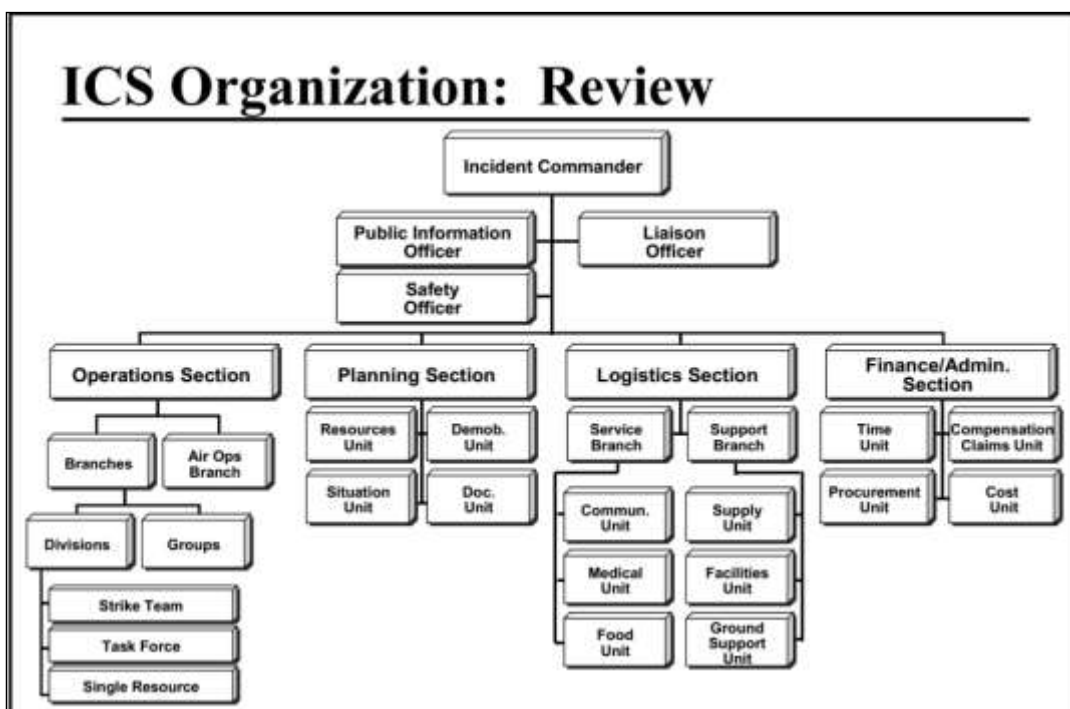 ICS Organization: Review
Incident Commander
Public Information
Officer
Liaison
Officer
Safety
Officer
Operations Section
Planning Section
Logistics Section
Finance/Admin.
Section
Branches
Air Ops
Branch
Divisions
Groups
Strike Team
Task Force
Single Resource
Resources
Unit
Demob.
Unit
Situation
Unit
Doc.
Unit
Service
Branch
Support
Branch
Commun.
Unit
Supply
Unit
Medical
Unit
Facilities
Unit
Food
Unit
Ground
Support
Unit
Time
Unit
Compensation
Claims Unit
Procurement
Unit
Cost
Unit